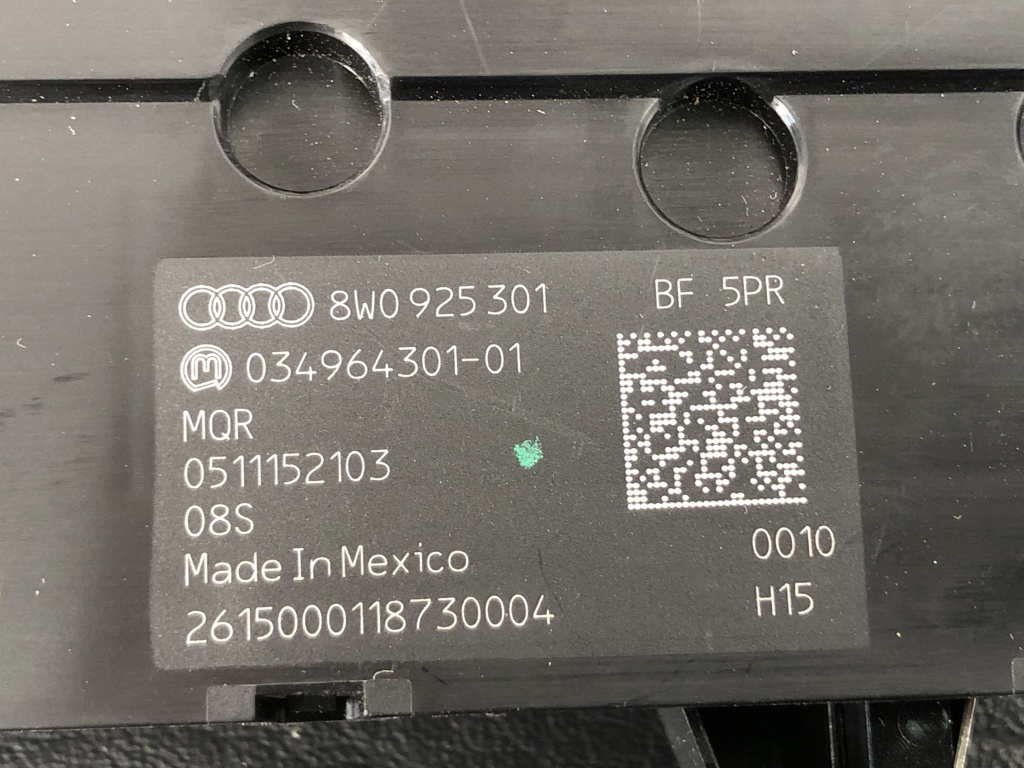 8W0 925 301 BF 5PR
M 034964301-01
MQR
0511152103
08S
0010
Made In Mexico
H15
2615000118730004